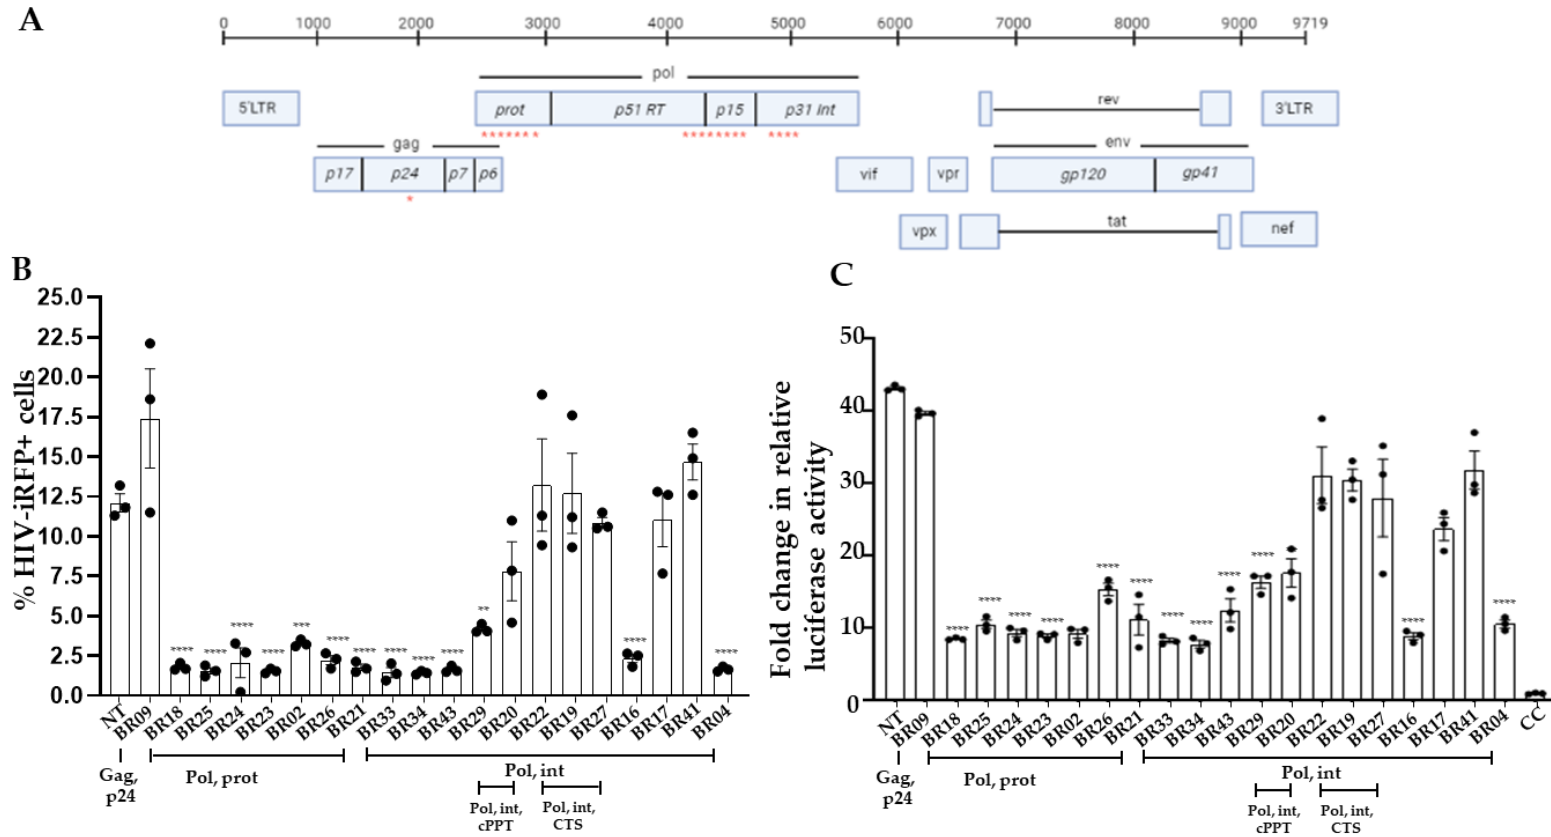 A
0 1000 2000 3000 4000 5000 6000 7000 8000 9000 9719
pol
5'LTR prot p51 RT p15 p31 Int rev 3'LTR
******* ******** ****
gag env
p17 p24 p7 p6 vif vpr gp120 gp41
*
vpx tat nef
B
% HIV-iRFP+ cells
25.0
22.5
20.0
17.5
15.0
12.5
10.0
7.5
5.0
2.5
0.0
**** **** **** **** *** **** **** **** **** **** ** **** ****
NT BR09 BR18 BR25 BR24 BR23 BR02 BR26 BR21 BR33 BR34 BR43 BR29 BR20 BR22 BR19 BR27 BR16 BR17 BR41 BR04
Gag,
p24
Pol, prot
Pol, int
Pol, int,
cPPT
Pol, int,
CTS
C
Fold change in relative
luciferase activity
50
40
30
20
10
0
**** **** **** **** **** **** **** **** **** **** **** ****
NT BR09 BR18 BR25 BR24 BR23 BR02 BR26 BR21 BR33 BR34 BR43 BR29 BR20 BR22 BR19 BR27 BR16 BR17 BR41 BR04 CC
Gag,
p24
Pol, prot
Pol, int
Pol, int,
cPPT
Pol, int,
CTS